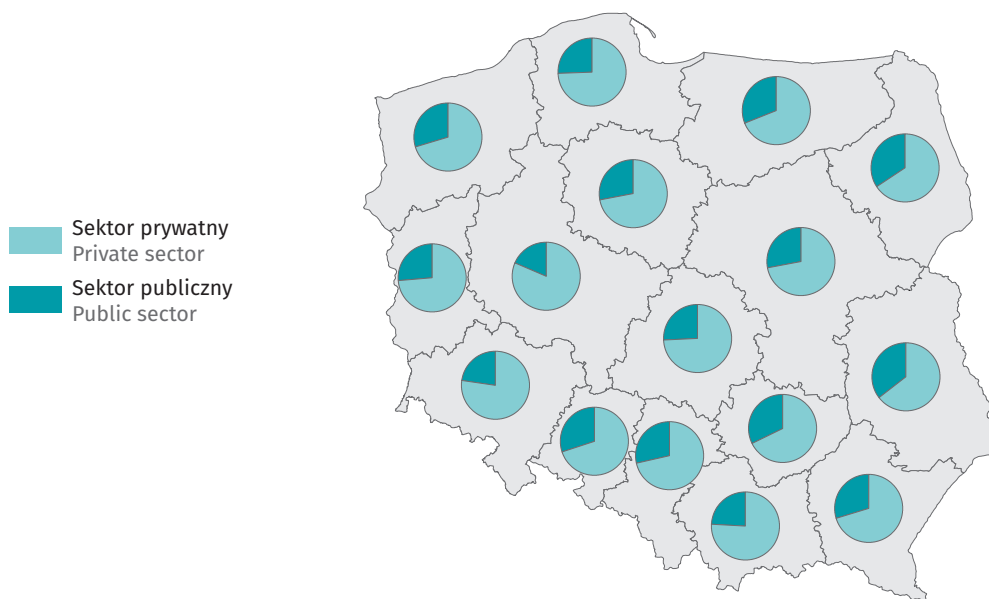 Sektor prywatny
Private sector
Sektor publiczny
Public sector